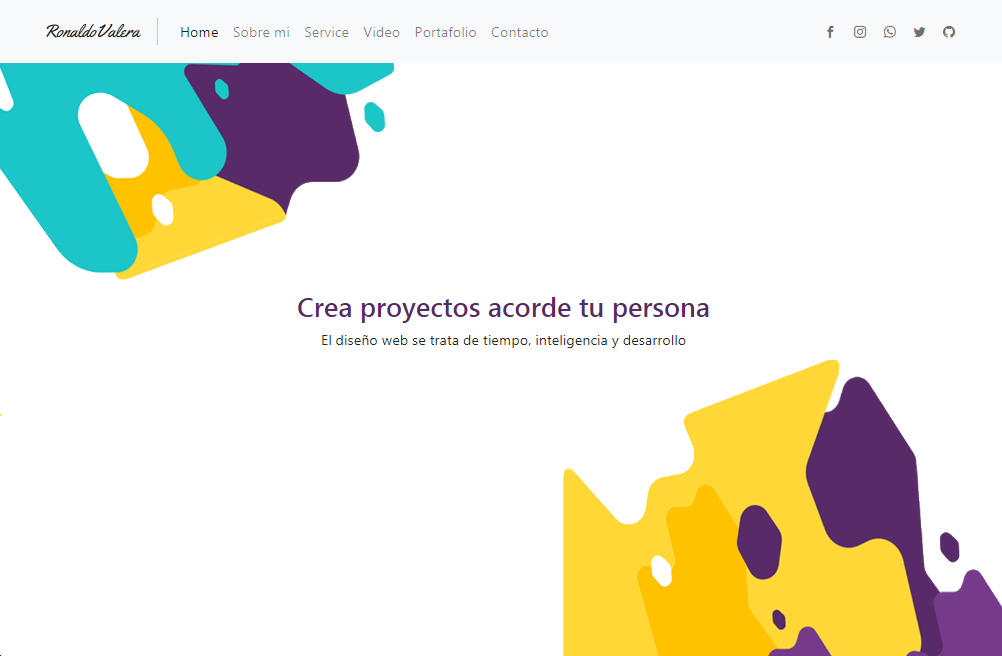 RonaldoValera Home Sobre mi Service Video Portafolio Contacto
Crea proyectos acorde tu persona
El diseño web se trata de tiempo, inteligencia y desarrollo